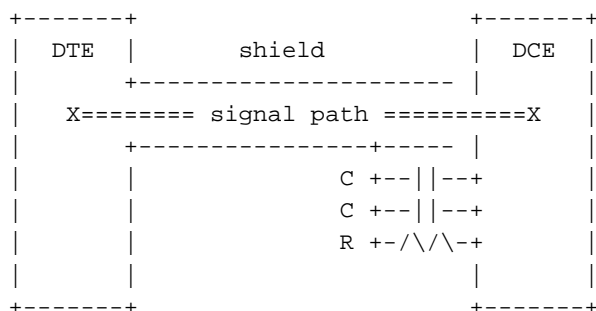 DTE shield DCE
X======== signal path ==========X
C
C
R